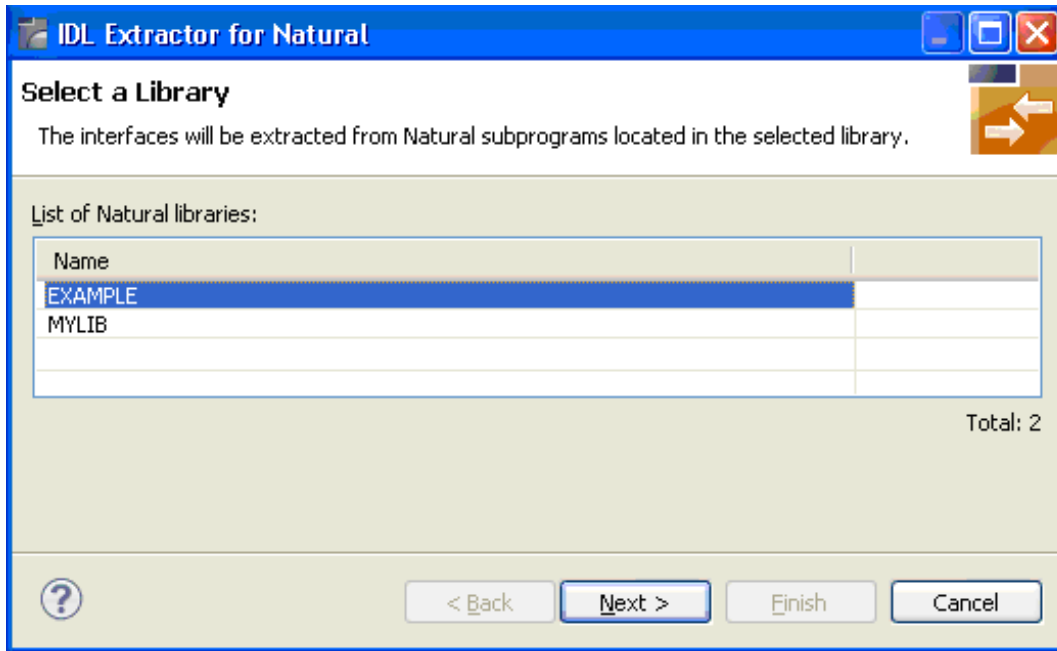 IDL Extractor for Natural
Select a Library
The interfaces will be extracted from Natural subprograms located in the selected library.
List of Natural libraries:
Name
EXAMPLE
MYLIB
Total: 2
? < Back Next > Finish Cancel